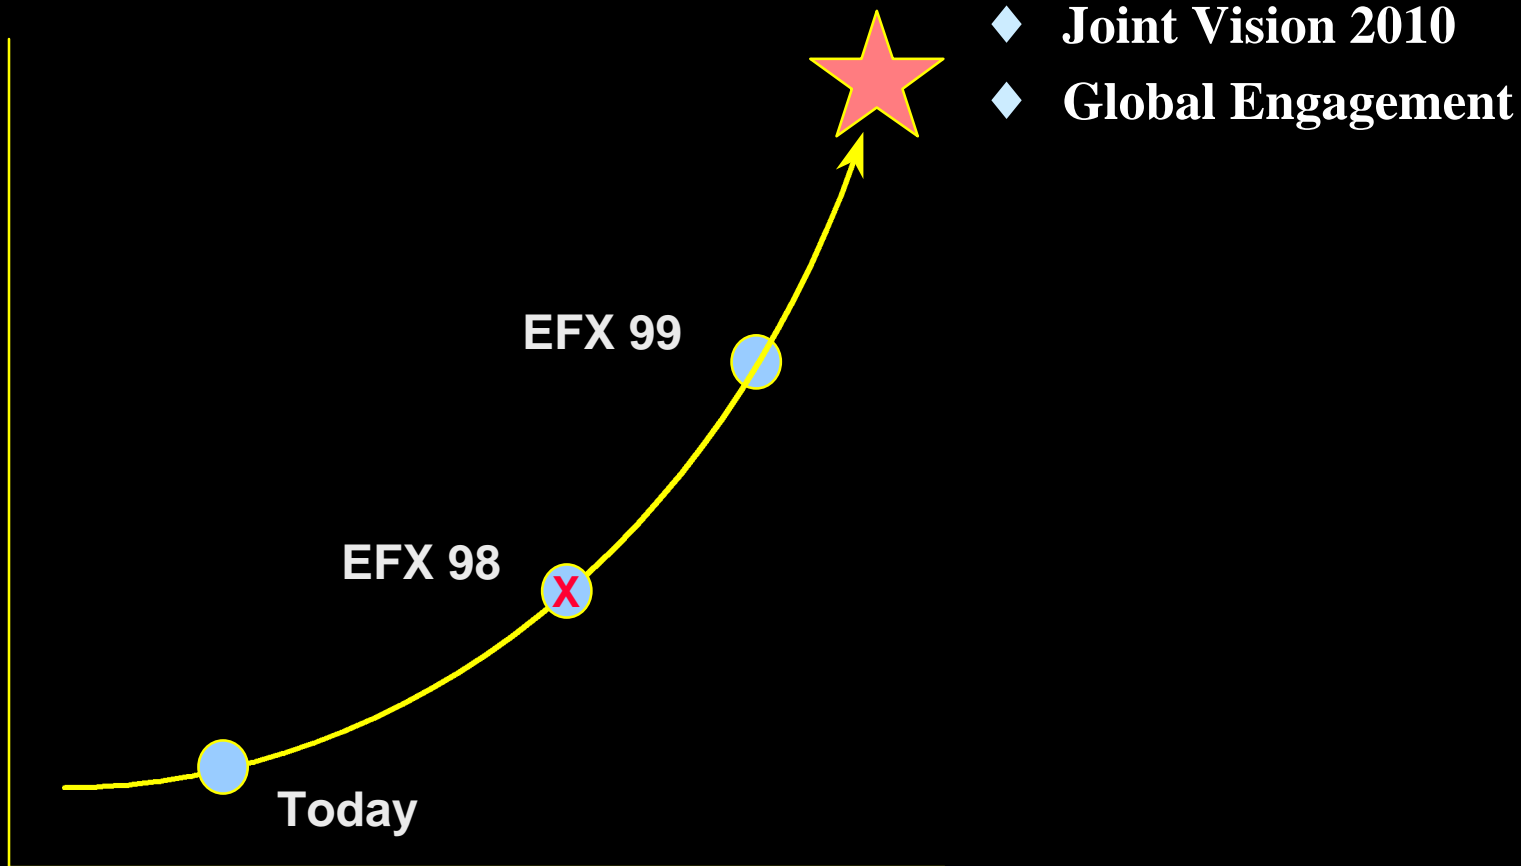 Joint Vision 2010
Global Engagement
EFX 99
EFX 98
X
Today